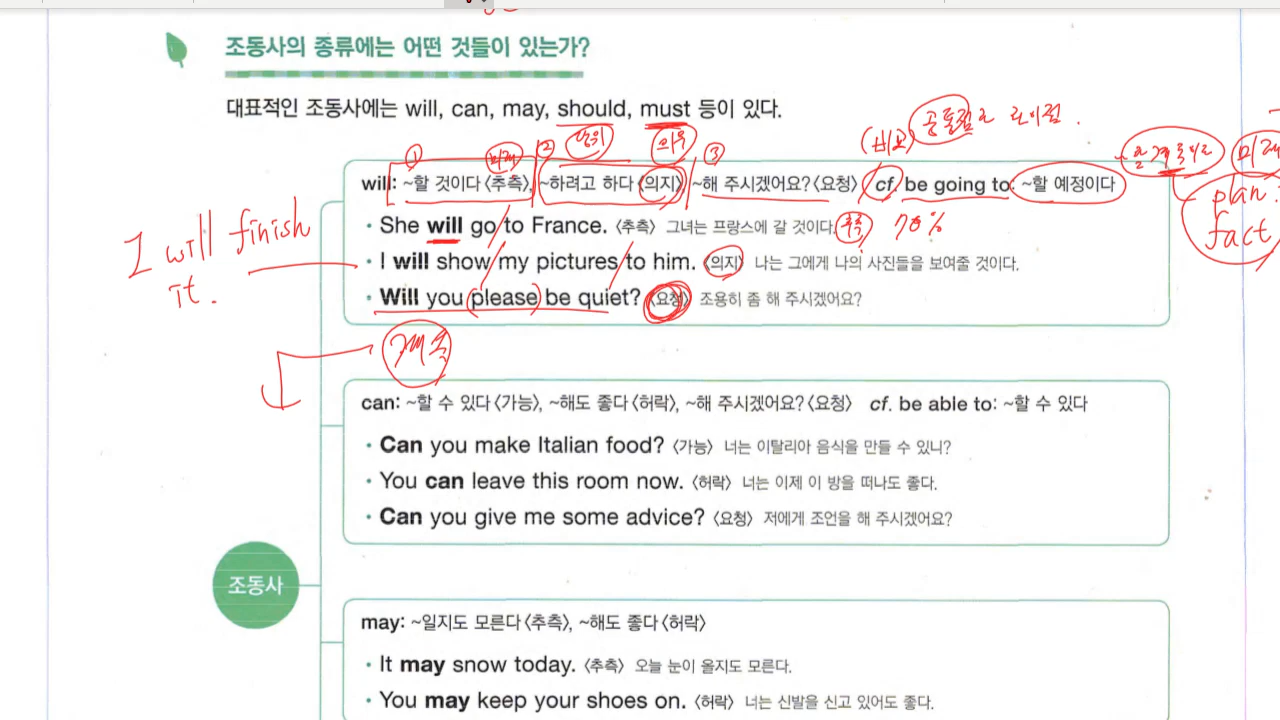 조동사의 종류에는 어떤 것들이 있는가?
대표적인 조동사에는 will, can, may, should, must 등이 있다.
(비교) 공통점 & 차이점.
① 미래 ② 당위 의무 ③
will: ~할 것이다〈추측〉, ~하려고 하다〈의지〉, ~해 주시겠어요?〈요청〉 cf. be going to: ~할 예정이다
plan:
fact
• She will go to France. 〈추측〉 그녀는 프랑스에 갈 것이다. 추측 70%
I will finish it.
• I will show my pictures to him. 〈의지〉 나는 그에게 나의 사진들을 보여줄 것이다.
• Will you please be quiet? 〈요청〉 조용히 좀 해 주시겠어요?
can: ~할 수 있다〈가능〉, ~해도 좋다〈허락〉, ~해 주시겠어요?〈요청〉 cf. be able to: ~할 수 있다
• Can you make Italian food? 〈가능〉 너는 이탈리아 음식을 만들 수 있니?
• You can leave this room now. 〈허락〉 너는 이제 이 방을 떠나도 좋다.
• Can you give me some advice? 〈요청〉 저에게 조언을 해 주시겠어요?
조동사
may: ~일지도 모른다〈추측〉, ~해도 좋다〈허락〉
• It may snow today. 〈추측〉 오늘 눈이 올지도 모른다.
• You may keep your shoes on. 〈허락〉 너는 신발을 신고 있어도 좋다.